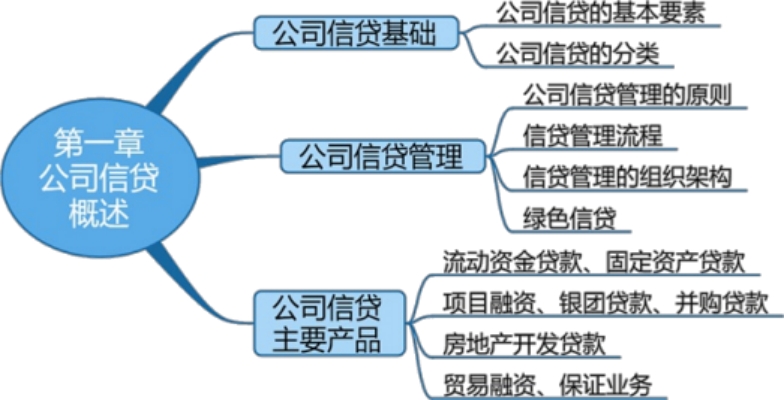 第一章
公司信贷
概述
公司信贷基础
公司信贷的基本要素
公司信贷的分类
公司信贷管理
公司信贷管理的原则
信贷管理流程
信贷管理的组织架构
绿色信贷
公司信贷
主要产品
流动资金贷款、固定资产贷款
项目融资、银团贷款、并购贷款
房地产开发贷款
贸易融资、保证业务